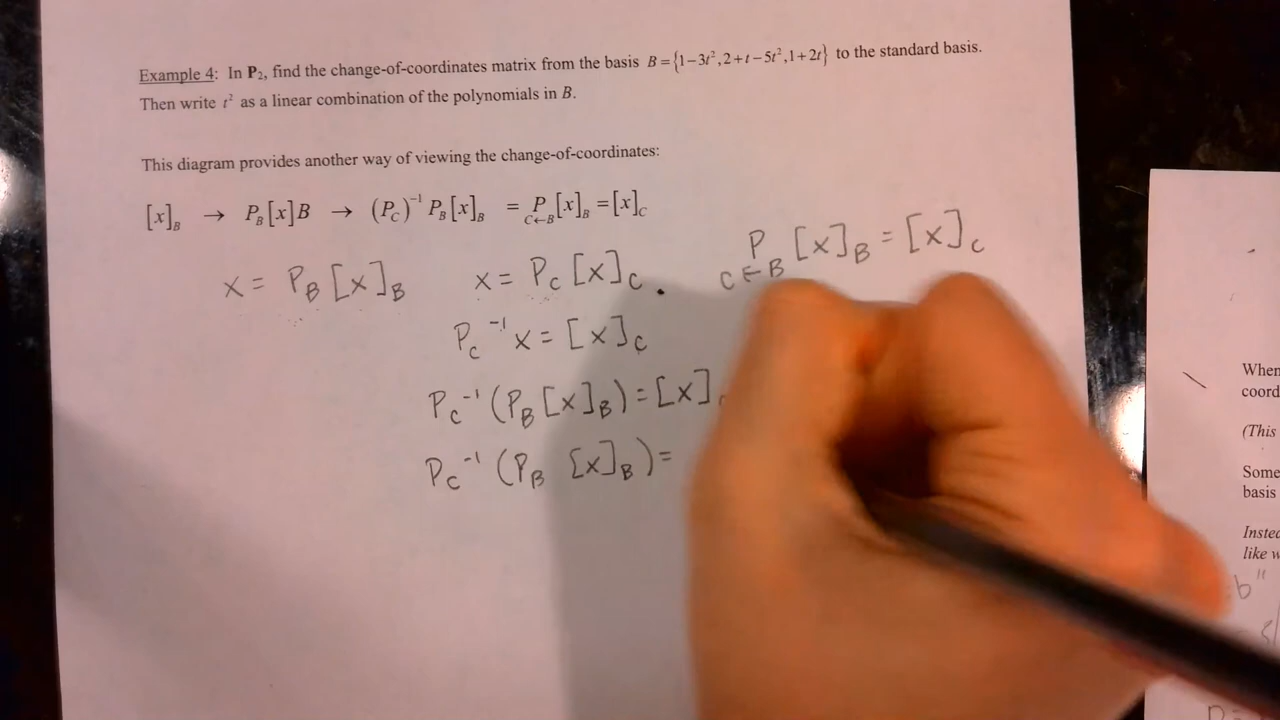 Example 4: In P₂, find the change-of-coordinates matrix from the basis B = {1−3t², 2+t−5t², 1+2t} to the standard basis.
Then write t² as a linear combination of the polynomials in B.
This diagram provides another way of viewing the change-of-coordinates:
[x]_B → P_B[x]B → (P_C)⁻¹ P_B[x]_B = P_{C←B}[x]_B = [x]_C
x = P_B [x]_B x = P_C [x]_C . P_{C←B} [x]_B = [x]_C
P_C⁻¹ x = [x]_C
P_C⁻¹ (P_B [x]_B) = [x]
P_C⁻¹ (P_B [x]_B) =
When
coord
(This
Some
basis
Instea
like w
b"